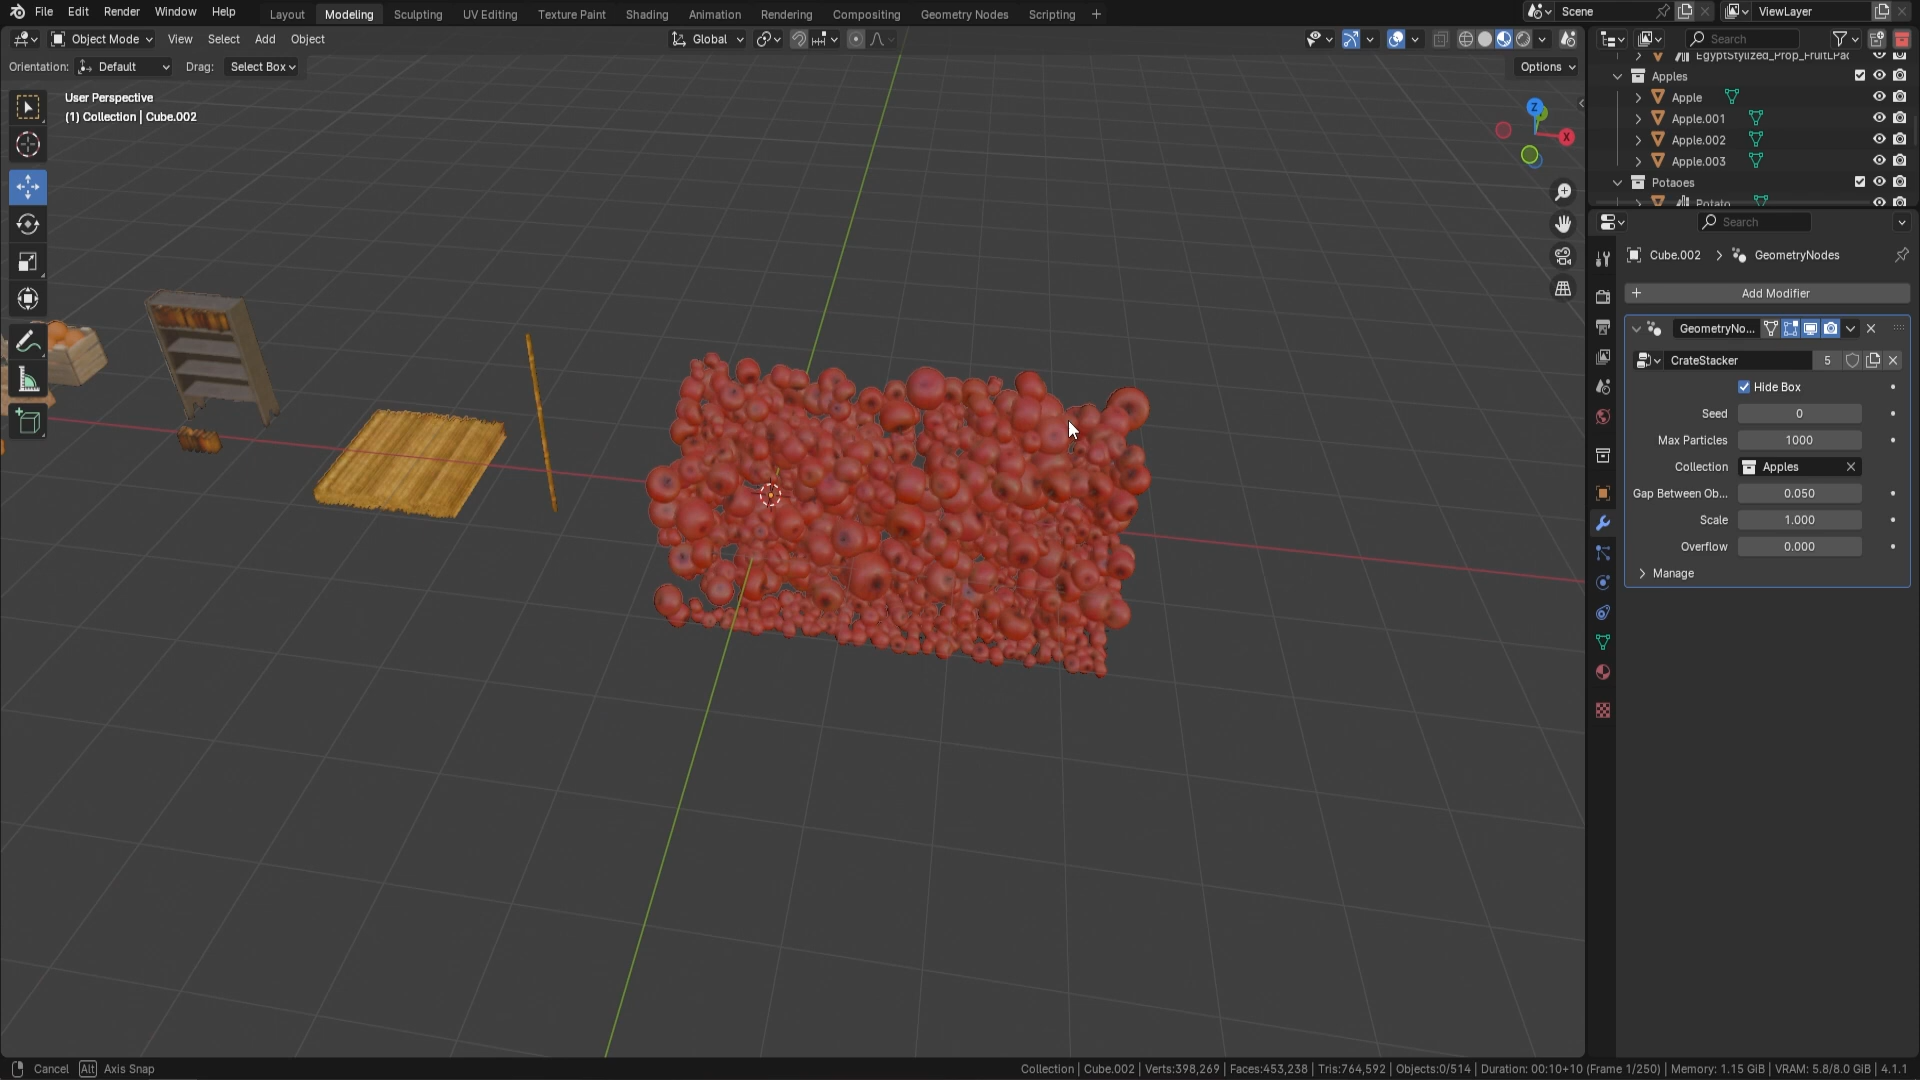 File Edit Render Window Help
Layout Modeling Sculpting UV Editing Texture Paint Shading Animation Rendering Compositing Geometry Nodes Scripting +
Scene
ViewLayer
Object Mode View Select Add Object
Global
Search
Orientation: Default Drag: Select Box
Options
User Perspective
(1) Collection | Cube.002
Z
X
EgyptStylized_Prop_FruitLPac
Apples
Apple
Apple.001
Apple.002
Apple.003
Potaoes
Potato
Search
Cube.002 > GeometryNodes
+ Add Modifier
GeometryNo...
CrateStacker 5
Hide Box
Seed 0
Max Particles 1000
Collection Apples
Gap Between Ob... 0.050
Scale 1.000
Overflow 0.000
Manage
Cancel Alt Axis Snap
Collection | Cube.002 | Verts:398,269 | Faces:453,238 | Tris:764,592 | Objects:0/514 | Duration: 00:10+10 (Frame 1/250) | Memory: 1.15 GiB | VRAM: 5.8/8.0 GiB | 4.1.1